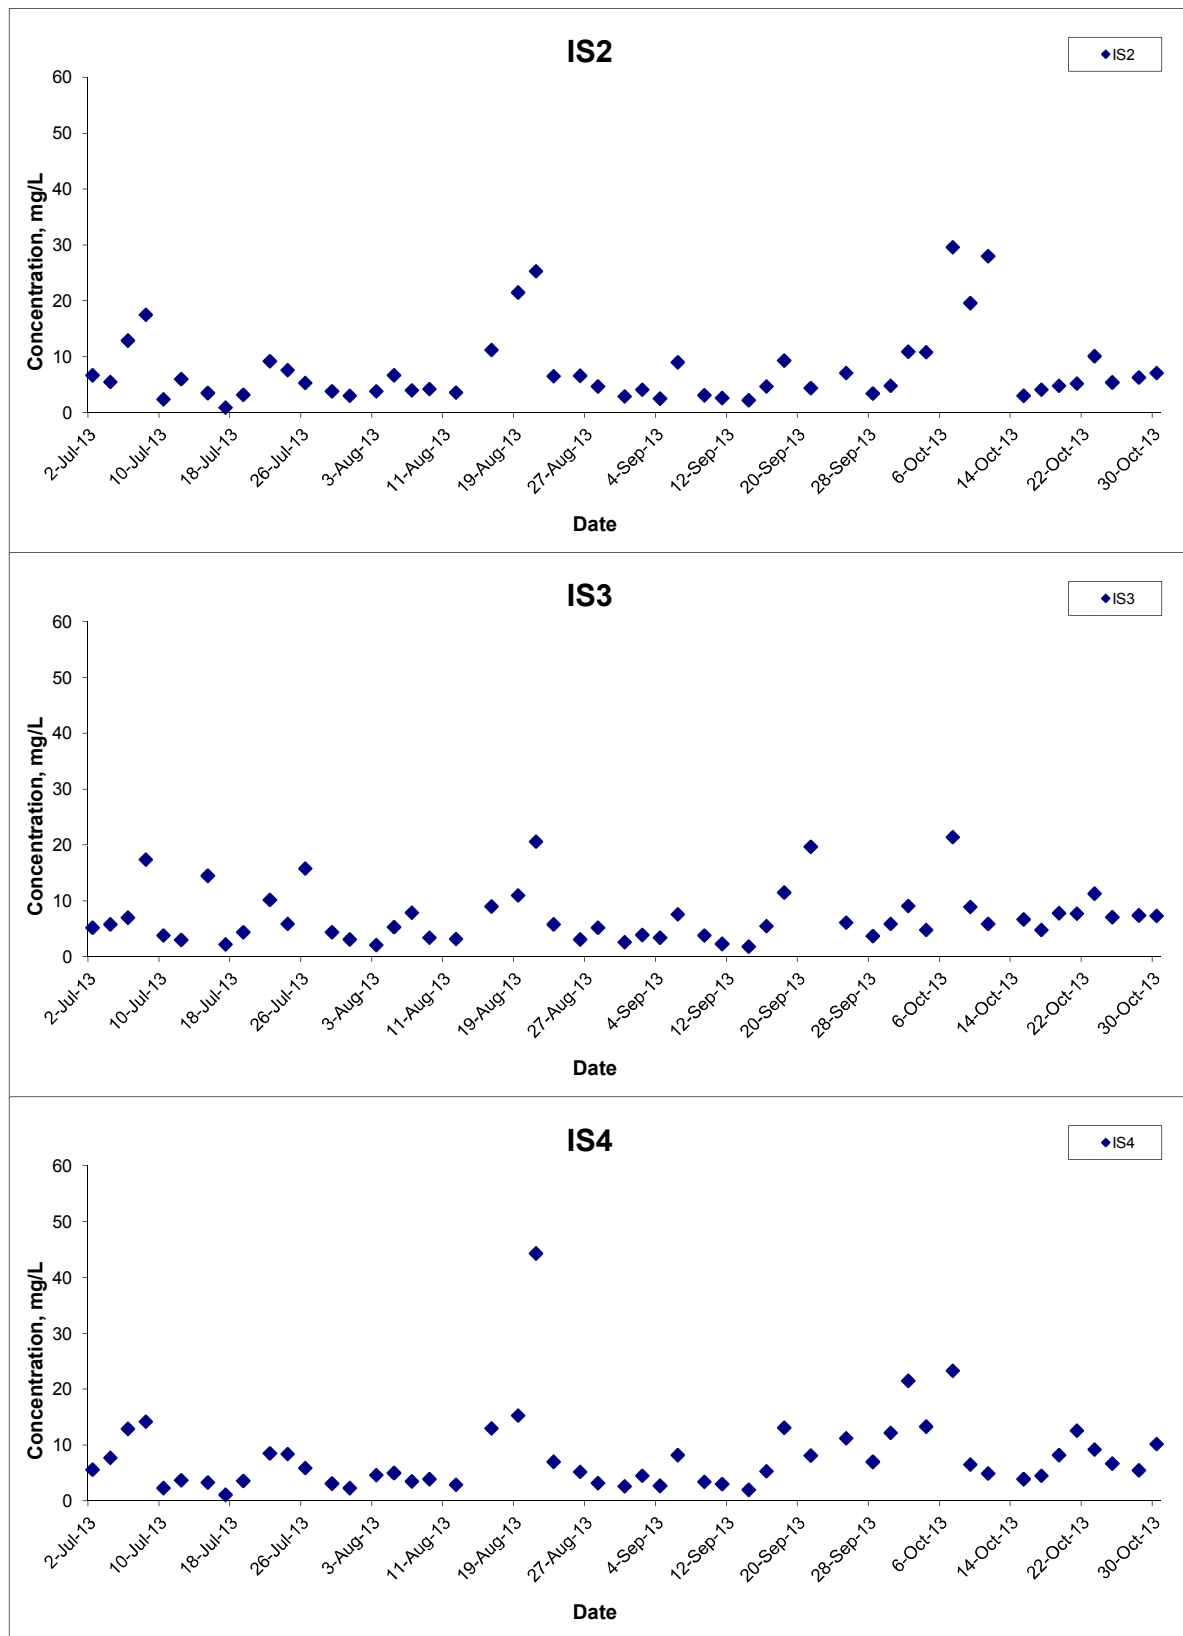 IS2
IS2
60
50
40
30
20
10
0
Concentration, mg/L
2-Jul-13 10-Jul-13 18-Jul-13 26-Jul-13 3-Aug-13 11-Aug-13 19-Aug-13 27-Aug-13 4-Sep-13 12-Sep-13 20-Sep-13 28-Sep-13 6-Oct-13 14-Oct-13 22-Oct-13 30-Oct-13
Date
IS3
IS3
60
50
40
30
20
10
0
Concentration, mg/L
2-Jul-13 10-Jul-13 18-Jul-13 26-Jul-13 3-Aug-13 11-Aug-13 19-Aug-13 27-Aug-13 4-Sep-13 12-Sep-13 20-Sep-13 28-Sep-13 6-Oct-13 14-Oct-13 22-Oct-13 30-Oct-13
Date
IS4
IS4
60
50
40
30
20
10
0
Concentration, mg/L
2-Jul-13 10-Jul-13 18-Jul-13 26-Jul-13 3-Aug-13 11-Aug-13 19-Aug-13 27-Aug-13 4-Sep-13 12-Sep-13 20-Sep-13 28-Sep-13 6-Oct-13 14-Oct-13 22-Oct-13 30-Oct-13
Date